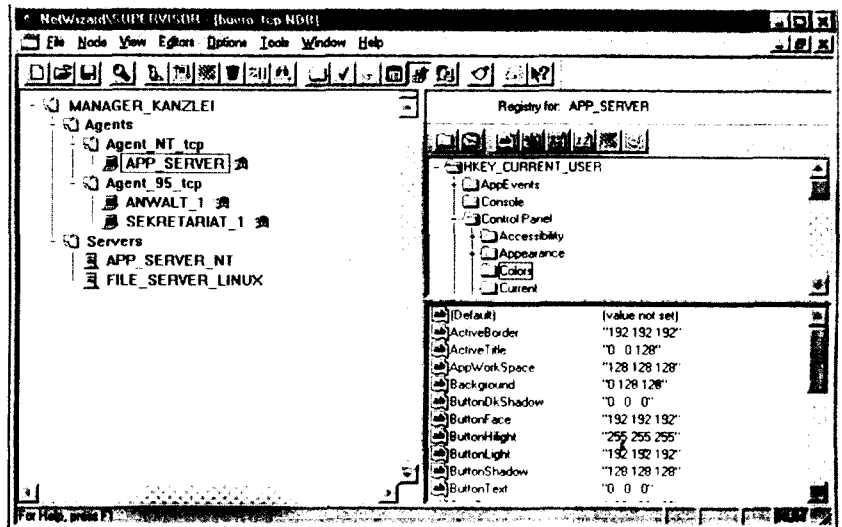 NetWizard\SUPERVISOR - [buero_tcp.NDB]
File Node View Editors Options Tools Window Help
MANAGER_KANZLEI
Agents
Agent_NT_tcp
APP_SERVER
Agent_95_tcp
ANWALT_1
SEKRETARIAT_1
Servers
APP_SERVER_NT
FILE_SERVER_LINUX
Registry for: APP_SERVER
HKEY_CURRENT_USER
AppEvents
Console
Control Panel
Accessibility
Appearance
Colors
Current
(Default) (value not set)
ActiveBorder "192 192 192"
ActiveTitle "0 0 128"
AppWorkSpace "128 128 128"
Background "0 128 128"
ButtonDkShadow "0 0 0"
ButtonFace "192 192 192"
ButtonHilight "255 255 255"
ButtonLight "192 192 192"
ButtonShadow "128 128 128"
ButtonText "0 0 0"
For Help, press F1